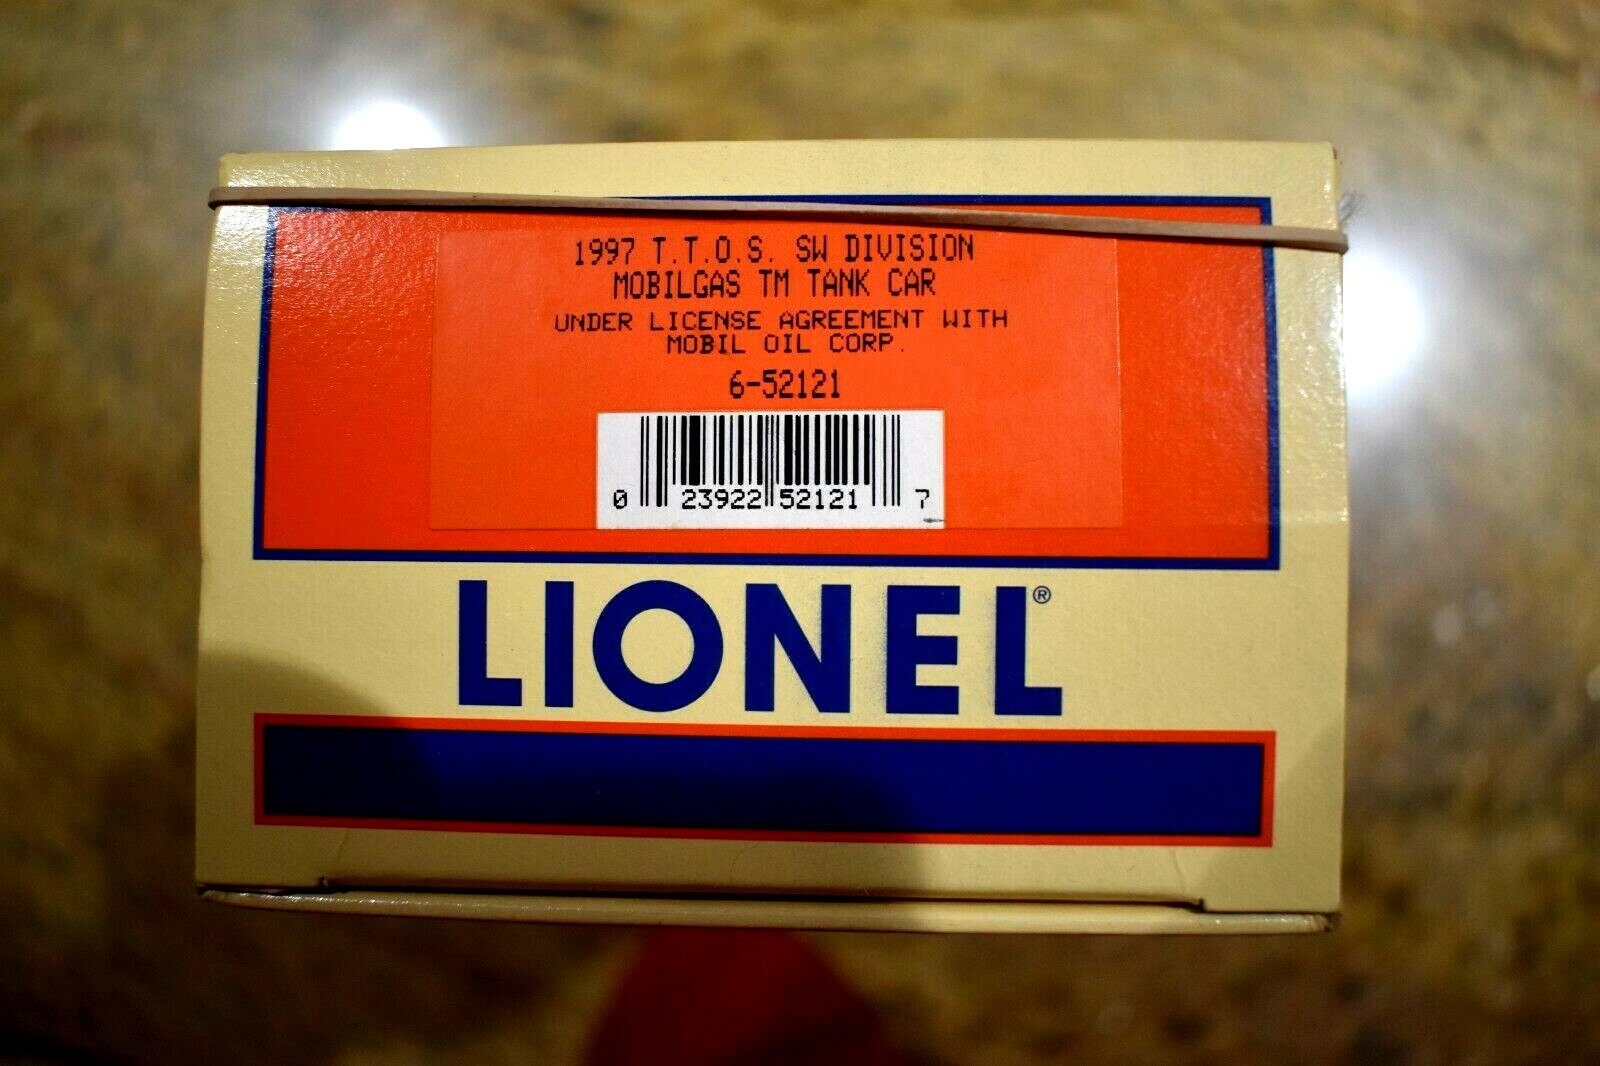 1997 T.T.O.S. SW DIVISION
MOBILGAS TM TANK CAR
UNDER LICENSE AGREEMENT WITH
MOBIL OIL CORP.
6-52121
0 23922 52121 7
LIONEL®